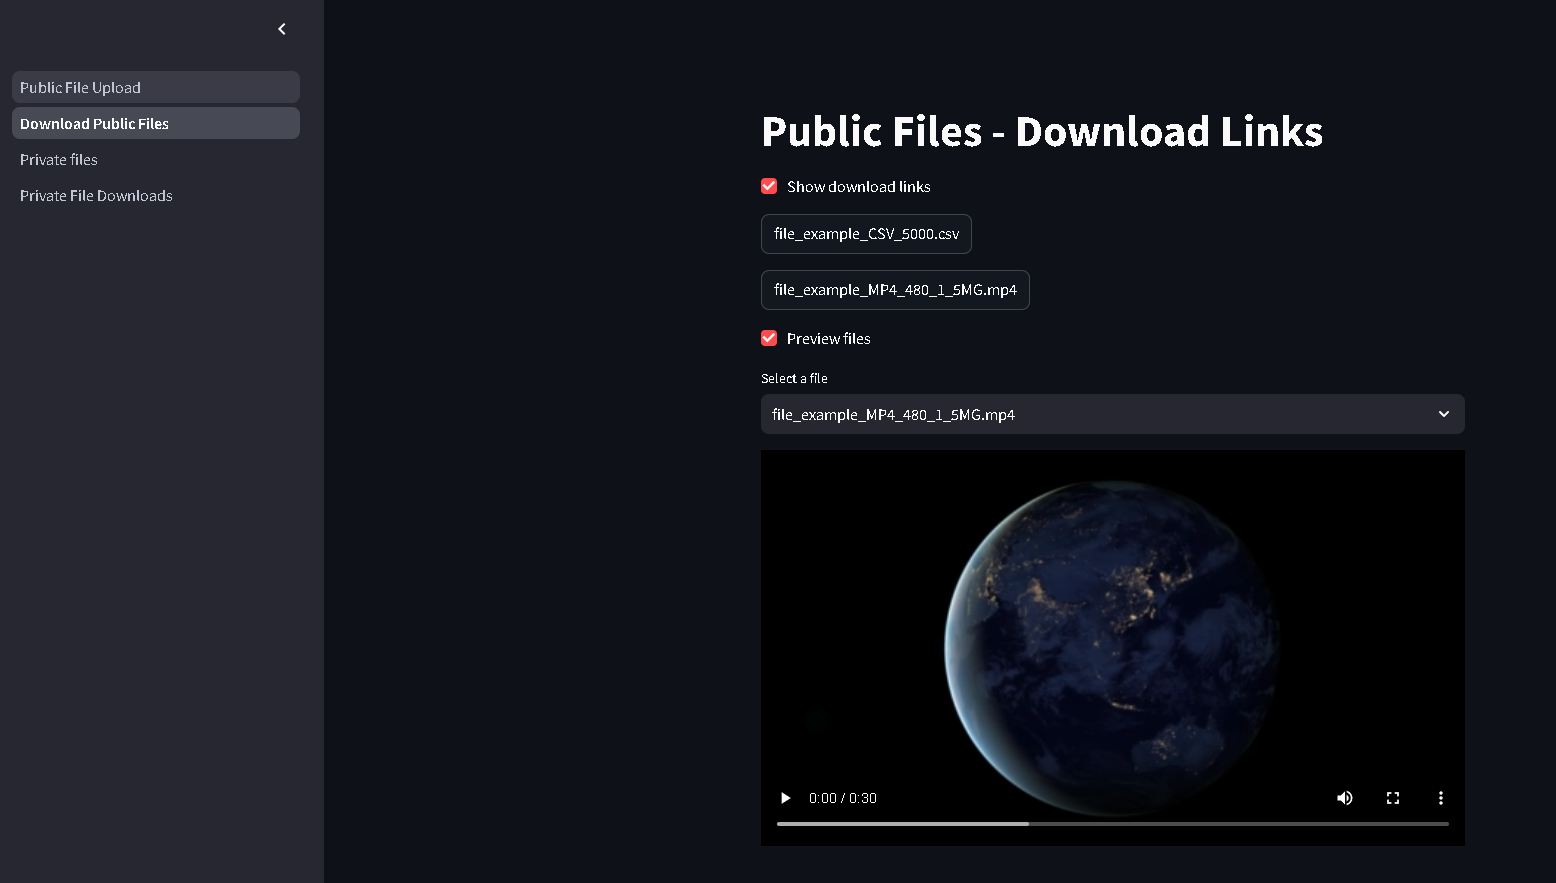 Public File Upload
Download Public Files
Private files
Private File Downloads
Public Files - Download Links
Show download links
file_example_CSV_5000.csv
file_example_MP4_480_1_5MG.mp4
Preview files
Select a file
file_example_MP4_480_1_5MG.mp4
0:00 / 0:30